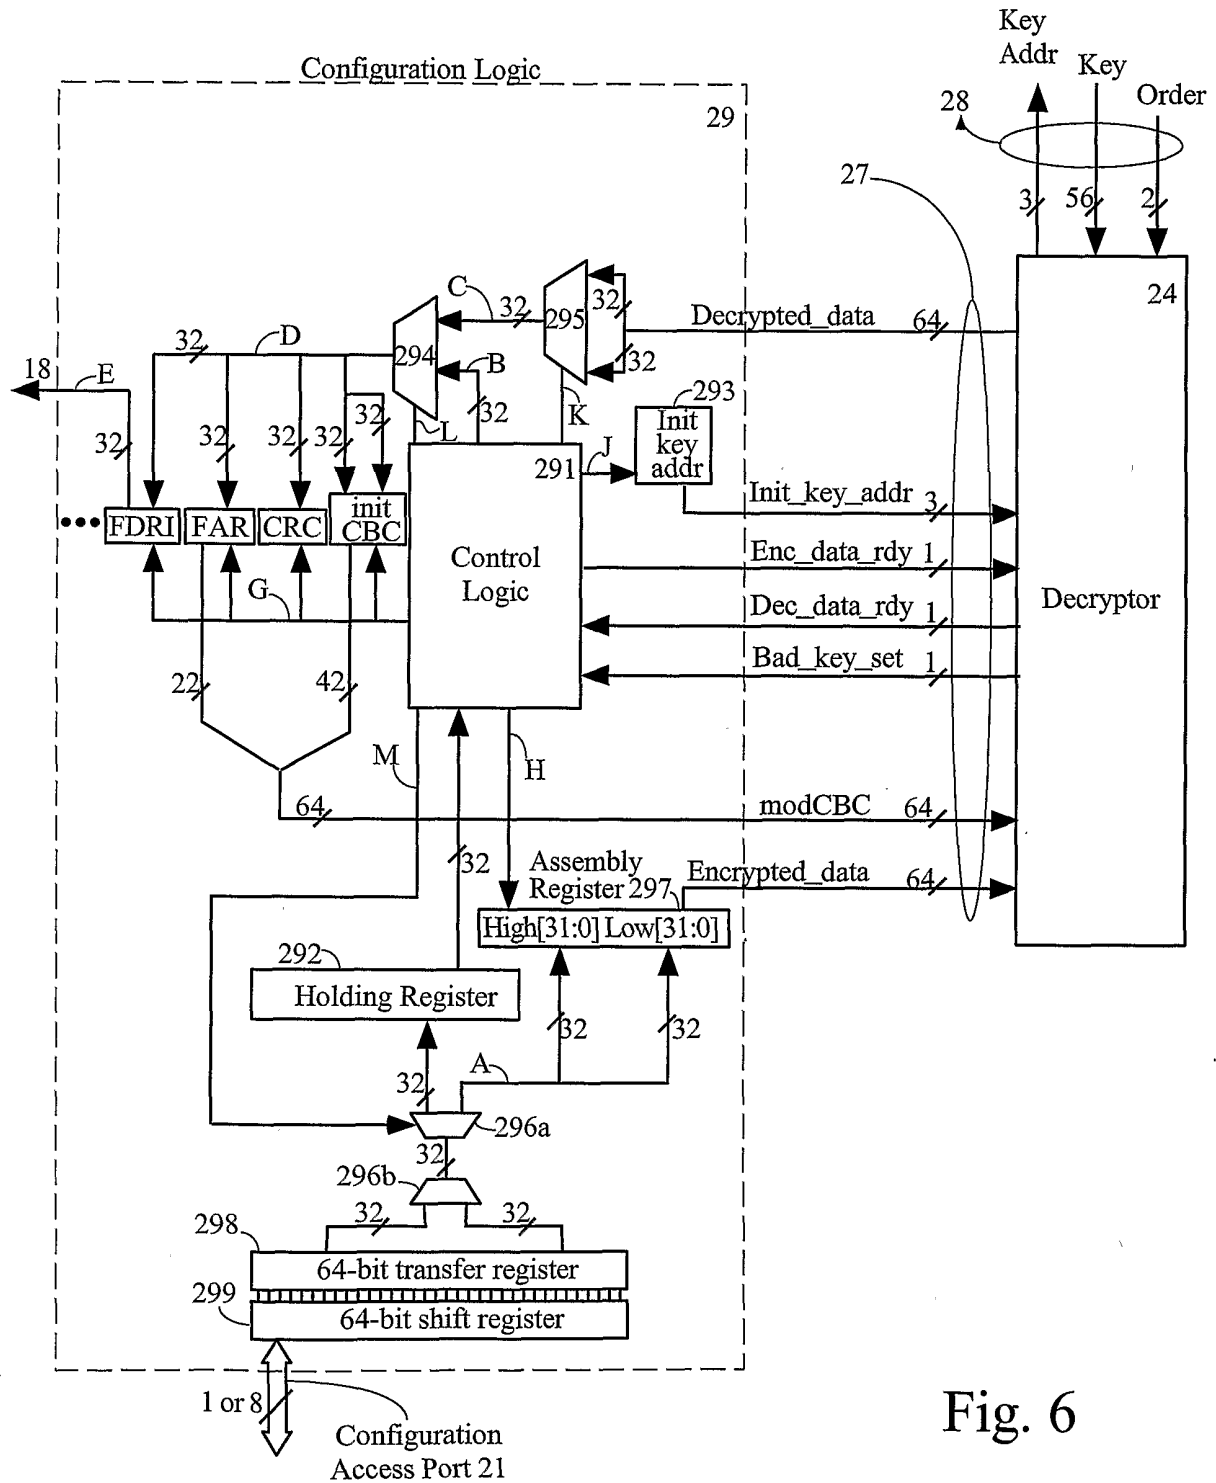 Key
Addr
Key
Order
Configuration Logic
29
28
27
3
56
2
24
C
32
295
32
32
Decrypted_data
64
32
D
294
B
32
18
E
K
293
Init
key
addr
L
J
291
32
32
32
32
32
Init_key_addr
3
FDRI
FAR
CRC
init
CBC
Control
Logic
Enc_data_rdy
1
Decryptor
G
Dec_data_rdy
1
Bad_key_set
1
22
42
M
H
64
modCBC
64
32
Assembly
Register 297
Encrypted_data
64
High[31:0] Low[31:0]
292
Holding Register
32
32
A
32
296a
32
296b
32
32
298
64-bit transfer register
299
64-bit shift register
1 or 8
Configuration
Access Port 21
Fig. 6